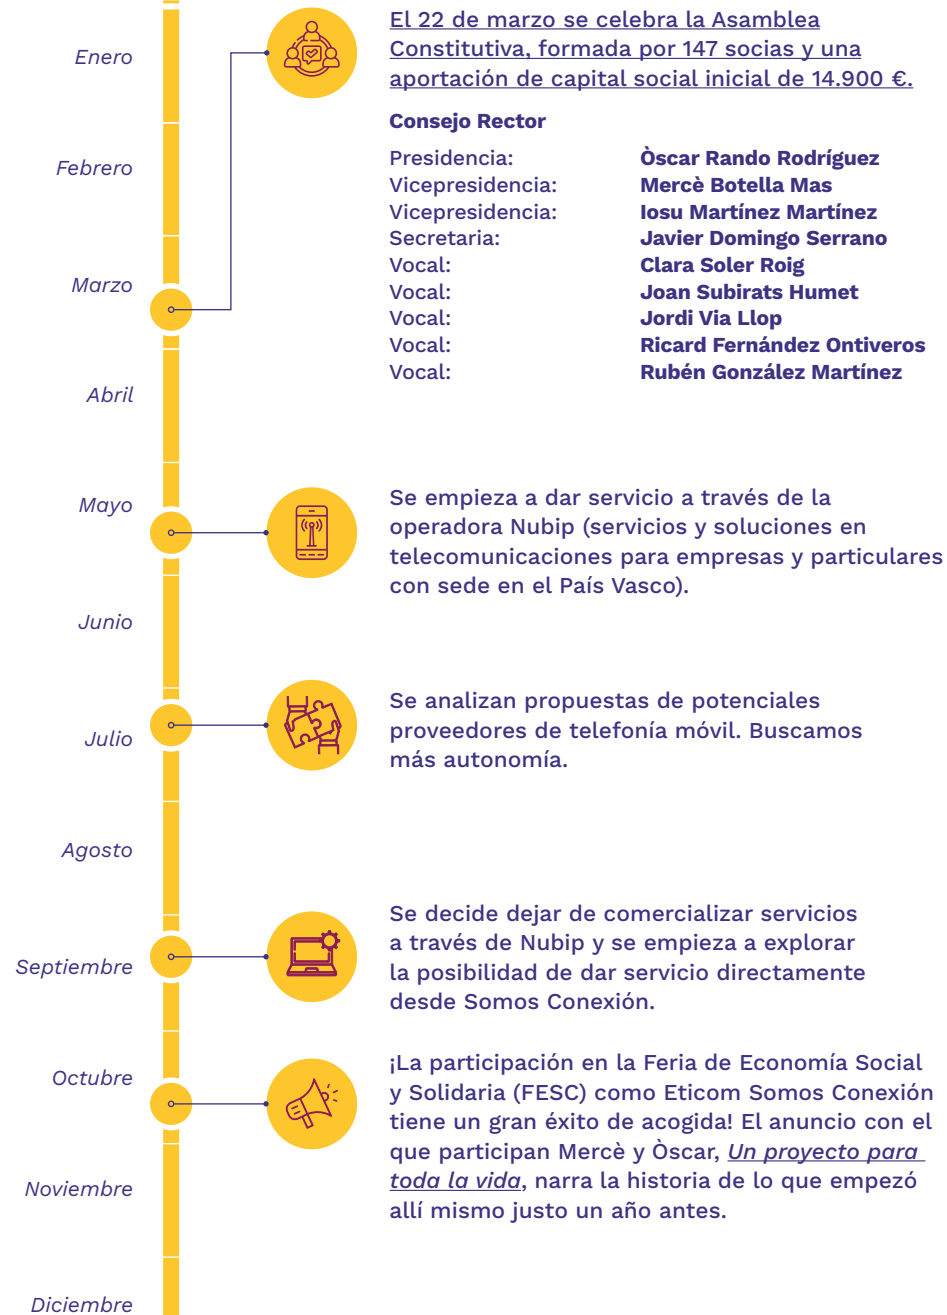 Enero
Febrero
Marzo
Abril
Mayo
Junio
Julio
Agosto
Septiembre
Octubre
Noviembre
Diciembre
El 22 de marzo se celebra la Asamblea
Constitutiva, formada por 147 socias y una
aportación de capital social inicial de 14.900 €.
Consejo Rector
Presidencia: Òscar Rando Rodríguez
Vicepresidencia: Mercè Botella Mas
Vicepresidencia: Iosu Martínez Martínez
Secretaria: Javier Domingo Serrano
Vocal: Clara Soler Roig
Vocal: Joan Subirats Humet
Vocal: Jordi Via Llop
Vocal: Ricard Fernández Ontiveros
Vocal: Rubén González Martínez
Se empieza a dar servicio a través de la
operadora Nubip (servicios y soluciones en
telecomunicaciones para empresas y particulares
con sede en el País Vasco).
Se analizan propuestas de potenciales
proveedores de telefonía móvil. Buscamos
más autonomía.
Se decide dejar de comercializar servicios
a través de Nubip y se empieza a explorar
la posibilidad de dar servicio directamente
desde Somos Conexión.
¡La participación en la Feria de Economía Social
y Solidaria (FESC) como Eticom Somos Conexión
tiene un gran éxito de acogida! El anuncio con el
que participan Mercè y Òscar, Un proyecto para
toda la vida, narra la historia de lo que empezó
allí mismo justo un año antes.